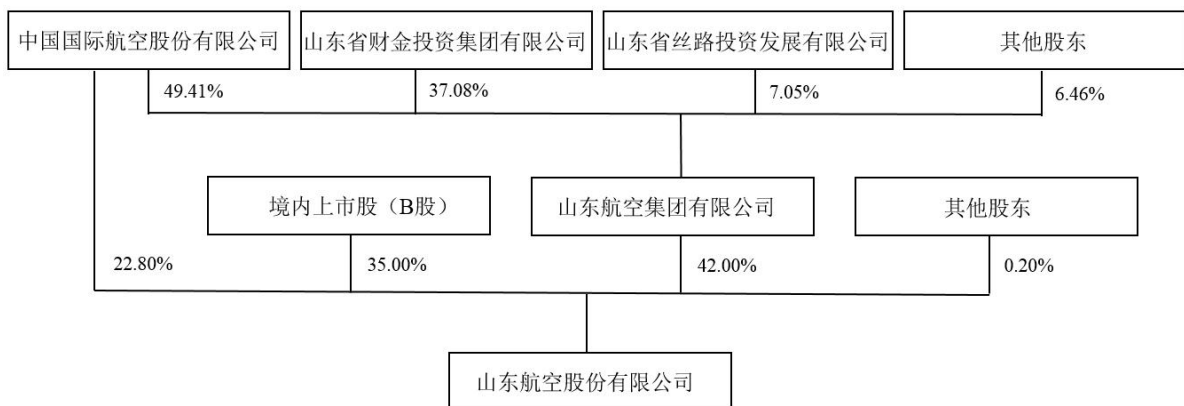 中国国际航空股份有限公司
山东省财金投资集团有限公司
山东省丝路投资发展有限公司
其他股东
49.41%
37.08%
7.05%
6.46%
境内上市股（B股）
山东航空集团有限公司
其他股东
22.80%
35.00%
42.00%
0.20%
山东航空股份有限公司